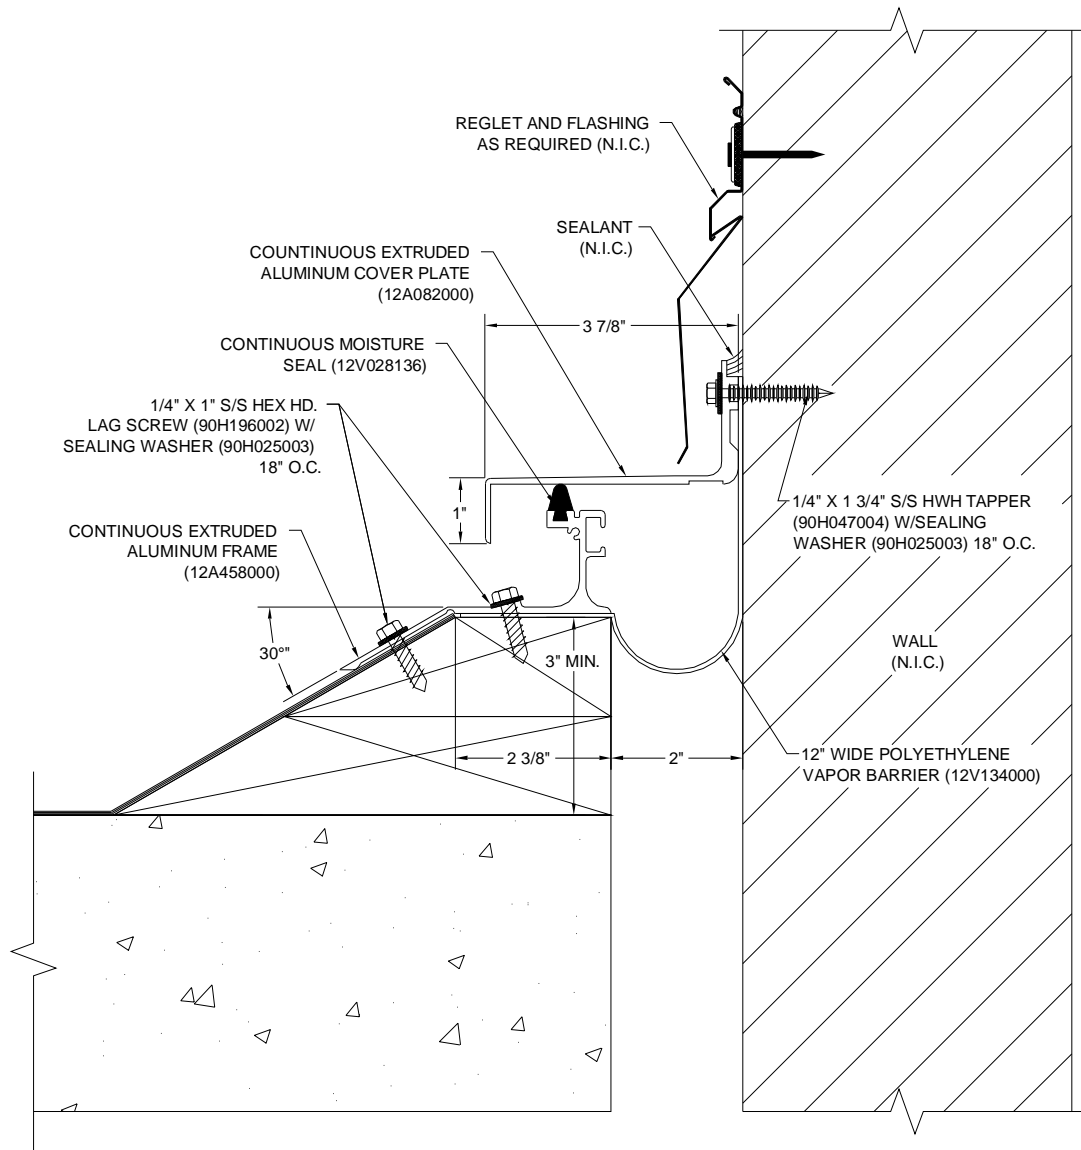 REGLET AND FLASHING
AS REQUIRED (N.I.C.)
SEALANT
(N.I.C.)
COUNTINUOUS EXTRUDED
ALUMINUM COVER PLATE
(12A082000)
3 7/8"
CONTINUOUS MOISTURE
SEAL (12V028136)
1/4" X 1" S/S HEX HD.
LAG SCREW (90H196002) W/
SEALING WASHER (90H025003)
18" O.C.
1"
1/4" X 1 3/4" S/S HWH TAPPER
(90H047004) W/SEALING
WASHER (90H025003) 18" O.C.
CONTINUOUS EXTRUDED
ALUMINUM FRAME
(12A458000)
30°"
3" MIN.
WALL
(N.I.C.)
2 3/8"
2"
12" WIDE POLYETHYLENE
VAPOR BARRIER (12V134000)